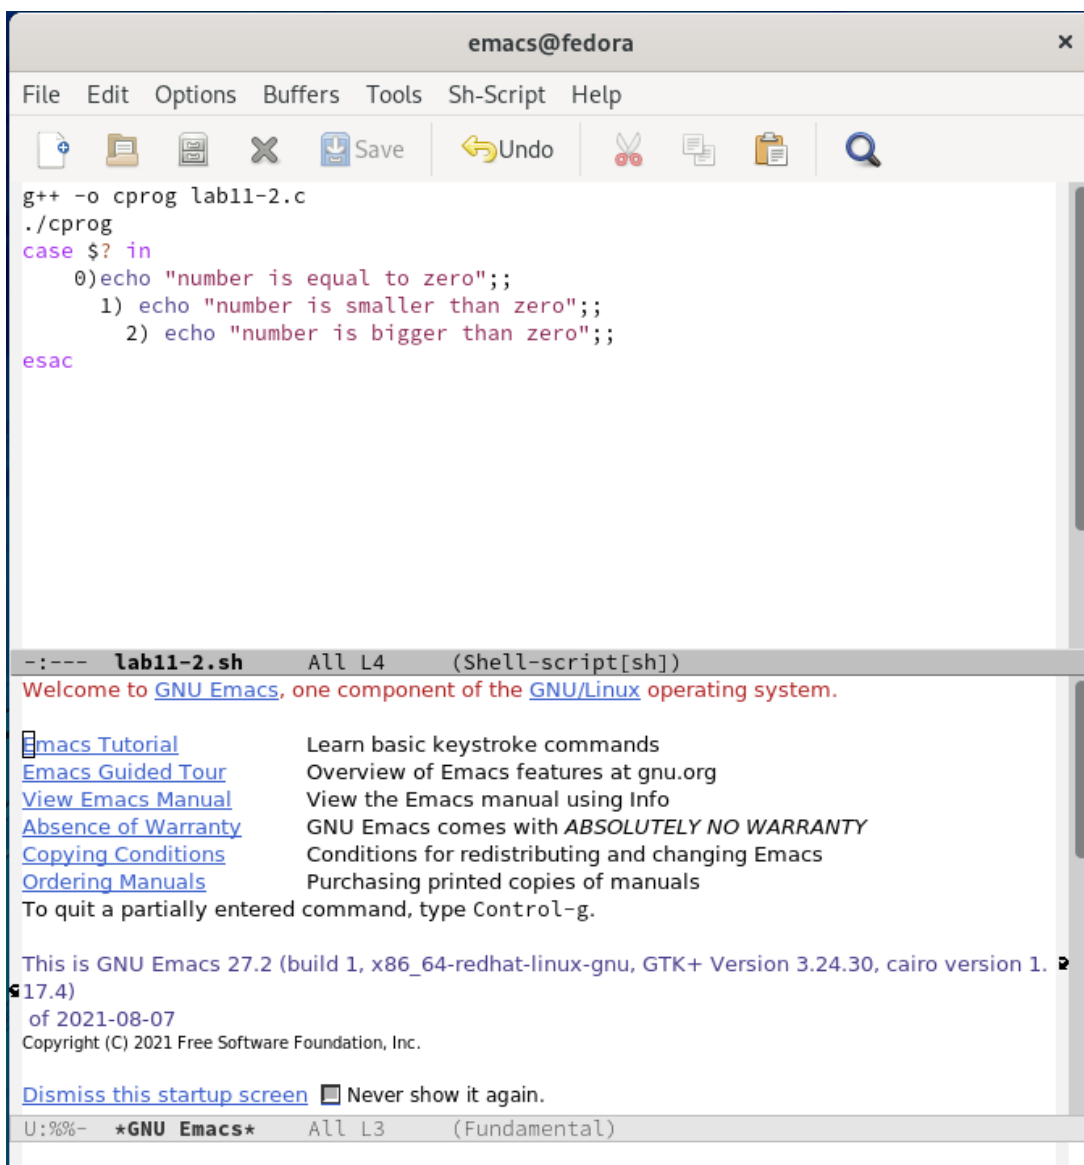 emacs@fedora ×
File Edit Options Buffers Tools Sh-Script Help
Save Undo
g++ -o cprog lab11-2.c
./cprog
case $? in
    0)echo "number is equal to zero";;
      1) echo "number is smaller than zero";;
        2) echo "number is bigger than zero";;
esac
-:--- lab11-2.sh All L4 (Shell-script[sh])
Welcome to GNU Emacs, one component of the GNU/Linux operating system.
Emacs Tutorial Learn basic keystroke commands
Emacs Guided Tour Overview of Emacs features at gnu.org
View Emacs Manual View the Emacs manual using Info
Absence of Warranty GNU Emacs comes with ABSOLUTELY NO WARRANTY
Copying Conditions Conditions for redistributing and changing Emacs
Ordering Manuals Purchasing printed copies of manuals
To quit a partially entered command, type Control-g.
This is GNU Emacs 27.2 (build 1, x86_64-redhat-linux-gnu, GTK+ Version 3.24.30, cairo version 1.
17.4)
 of 2021-08-07
Copyright (C) 2021 Free Software Foundation, Inc.
Dismiss this startup screen Never show it again.
U:%%- *GNU Emacs* All L3 (Fundamental)